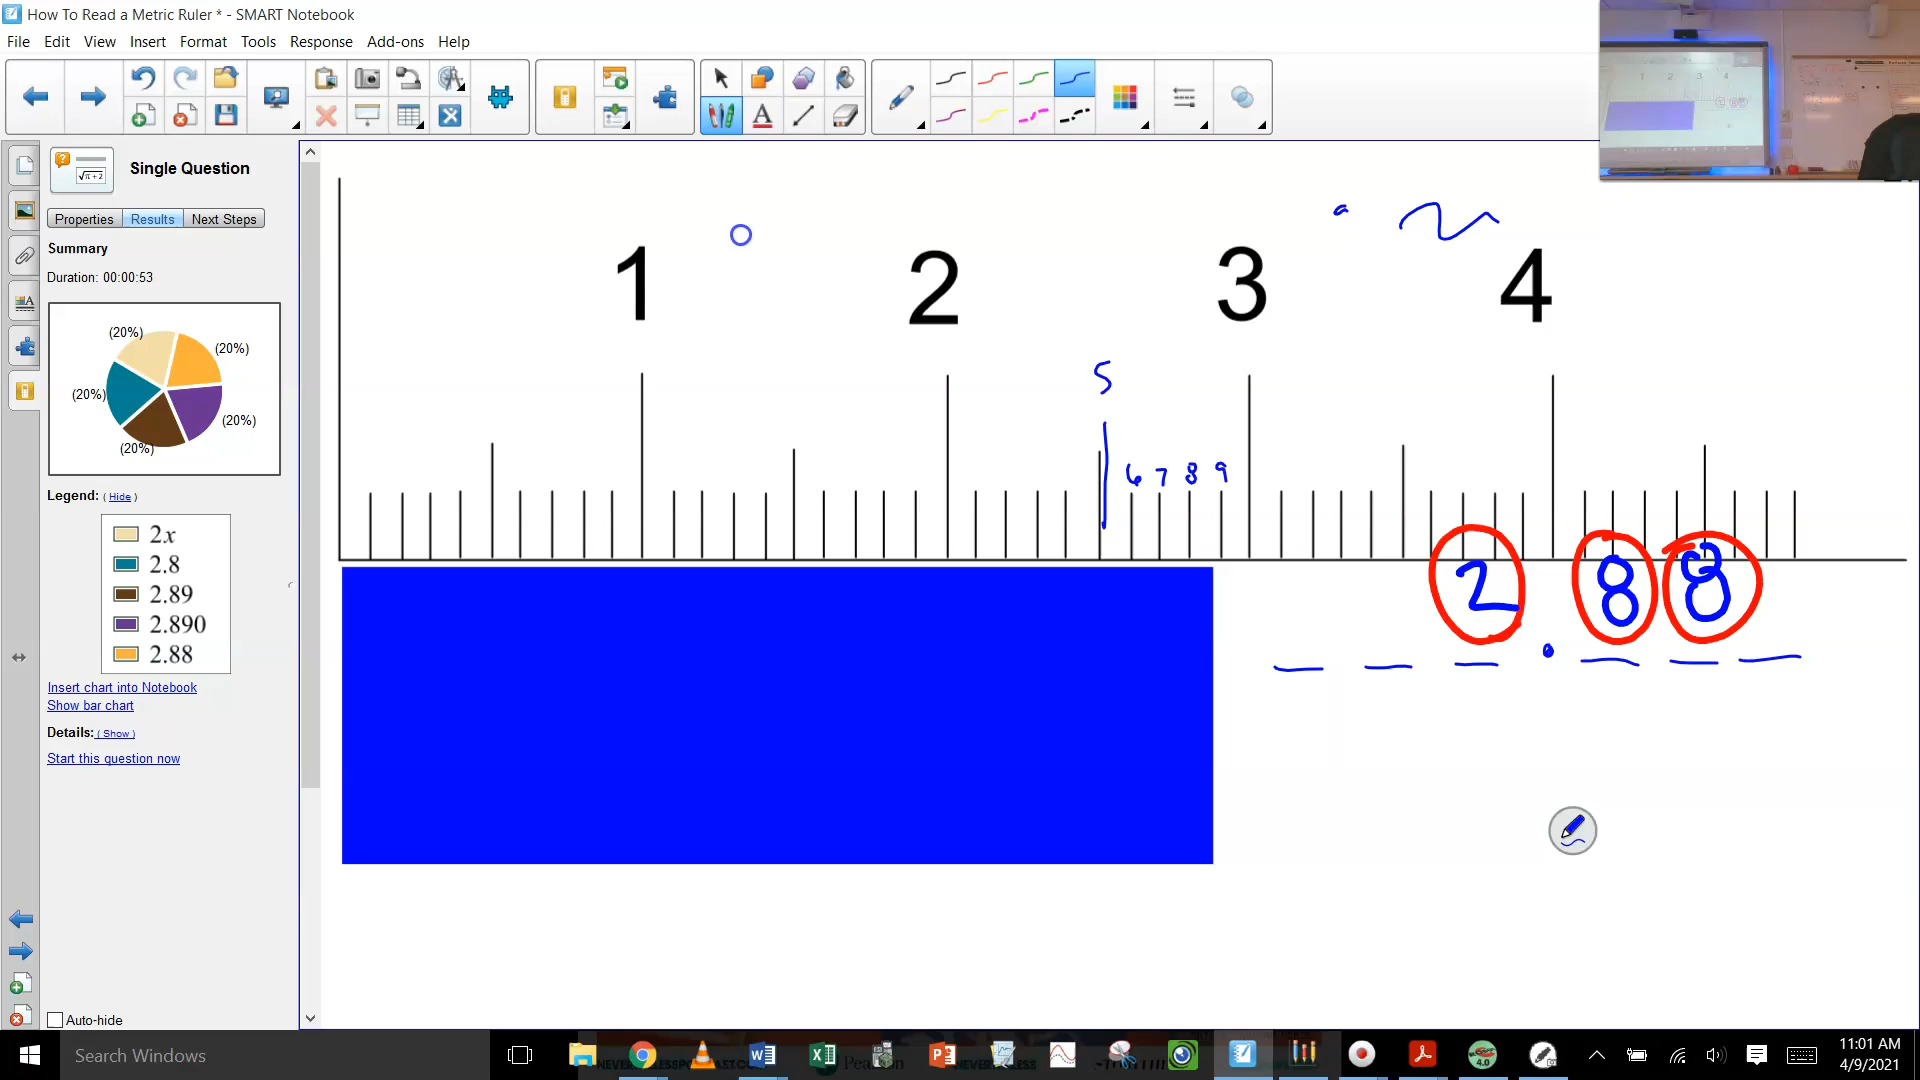 How To Read a Metric Ruler * - SMART Notebook
File Edit View Insert Format Tools Response Add-ons Help
√π + 2
Single Question
Properties Results Next Steps
Summary
Duration: 00:00:53
(20%)
(20%)
(20%)
(20%)
(20%)
Legend: ( Hide )
2x
2.8
2.89
2.890
2.88
Insert chart into Notebook
Show bar chart
Details: ( Show )
Start this question now
Auto-hide
1 2 3 4
5
6 7 8 9
2 . 8 8
Search Windows
4.0
11:01 AM
4/9/2021